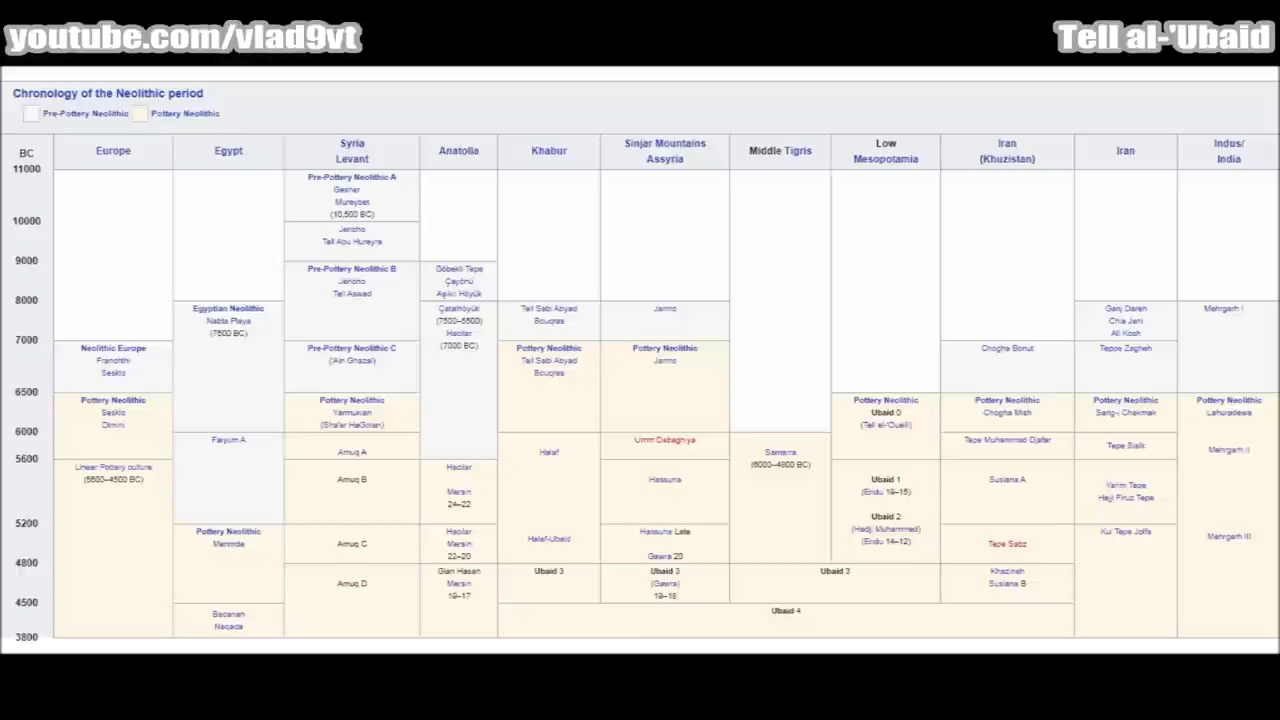 youtube.com/vlad9vt
Tell al-'Ubaid
Chronology of the Neolithic period
Pre-Pottery Neolithic Pottery Neolithic
BC
Europe
Egypt
Syria
Levant
Anatolia
Khabur
Sinjar Mountains
Assyria
Middle Tigris
Low
Mesopotamia
Iran
(Khuzistan)
Iran
Indus/
India
11000
Pre-Pottery Neolithic A
Gesher
Mureybet
(10,500 BC)
10000
Jericho
Tell Abu Hureyra
9000
Pre-Pottery Neolithic B
Jericho
Tell Aswad
Göbekli Tepe
Çayönü
Aşıklı Höyük
8000
Egyptian Neolithic
Nabta Playa
(7500 BC)
Çatalhöyük
(7500–5500)
Hacilar
(7000 BC)
Tell Sabi Abyad
Bouqras
Jarmo
Ganj Dareh
Chia Jani
Ali Kosh
Mehrgarh I
7000
Neolithic Europe
Franchthi
Sesklo
Pre-Pottery Neolithic C
('Ain Ghazal)
Pottery Neolithic
Tell Sabi Abyad
Bouqras
Pottery Neolithic
Jarmo
Chogha Bonut
Teppe Zagheh
6500
Pottery Neolithic
Sesklo
Dimini
Pottery Neolithic
Yarmukian
(Sha'ar HaGolan)
Pottery Neolithic
Ubaid 0
(Tell el-'Oueili)
Pottery Neolithic
Chogha Mish
Pottery Neolithic
Sang-i Chakmak
Pottery Neolithic
Lahuradewa
6000
Faiyum A
Amuq A
Halaf
Umm Dabaghiya
Samarra
(6000–4800 BC)
Tepe Muhammad Djafar
Tepe Sialk
Mehrgarh II
5600
Linear Pottery culture
(5500–4500 BC)
Amuq B
Hacilar
Mersin
24–22
Hassuna
Ubaid 1
(Eridu 19–15)
Ubaid 2
(Hadji Muhammed)
(Eridu 14–12)
Susiana A
Yarim Tepe
Hajji Firuz Tepe
5200
Pottery Neolithic
Merimde
Amuq C
Hacilar
Mersin
22–20
Halaf-Ubaid
Hassuna Late
Gawra 20
Tepe Sabz
Kul Tepe Jolfa
Mehrgarh III
4800
Amuq D
Gian Hasan
Mersin
19–17
Ubaid 3
Ubaid 3
(Gawra)
19–18
Ubaid 3
Khazineh
Susiana B
4500
Badarian
Naqada
Ubaid 4
3800